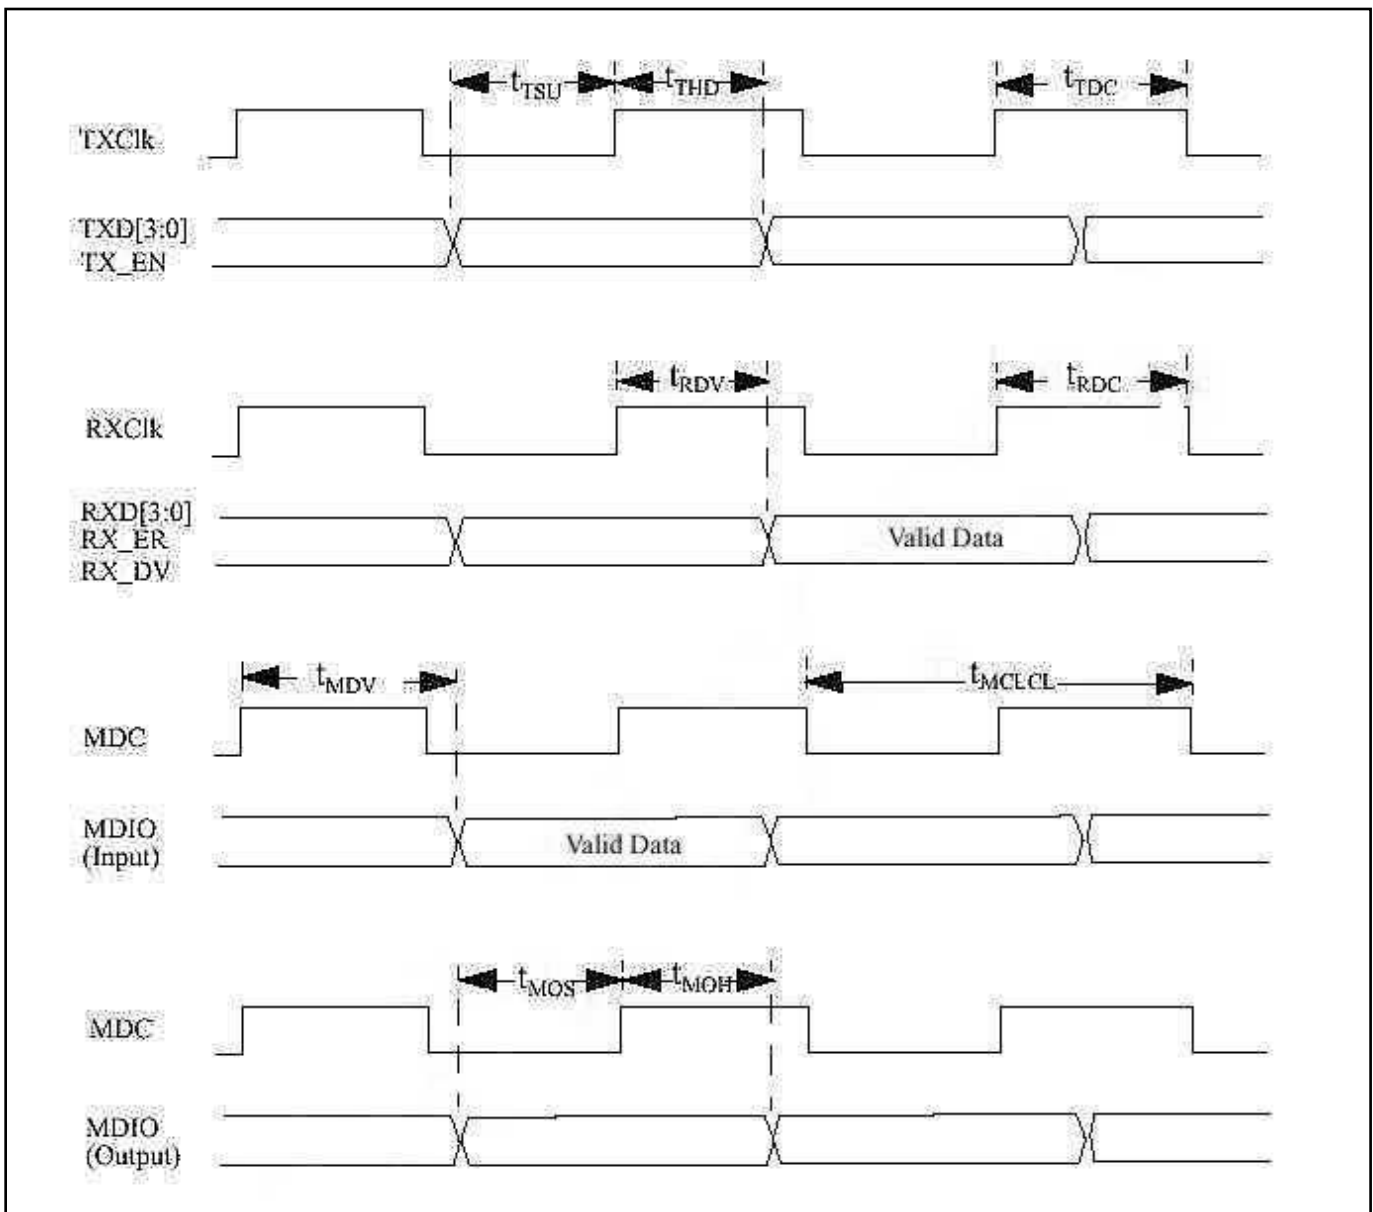 tTSU tTHD tTDC
TXClk
TXD[3:0]
TX_EN
tRDV tRDC
RXClk
RXD[3:0]
RX_ER
RX_DV
Valid Data
tMDV tMCLCL
MDC
MDIO
(Input)
Valid Data
tMOS tMOH
MDC
MDIO
(Output)